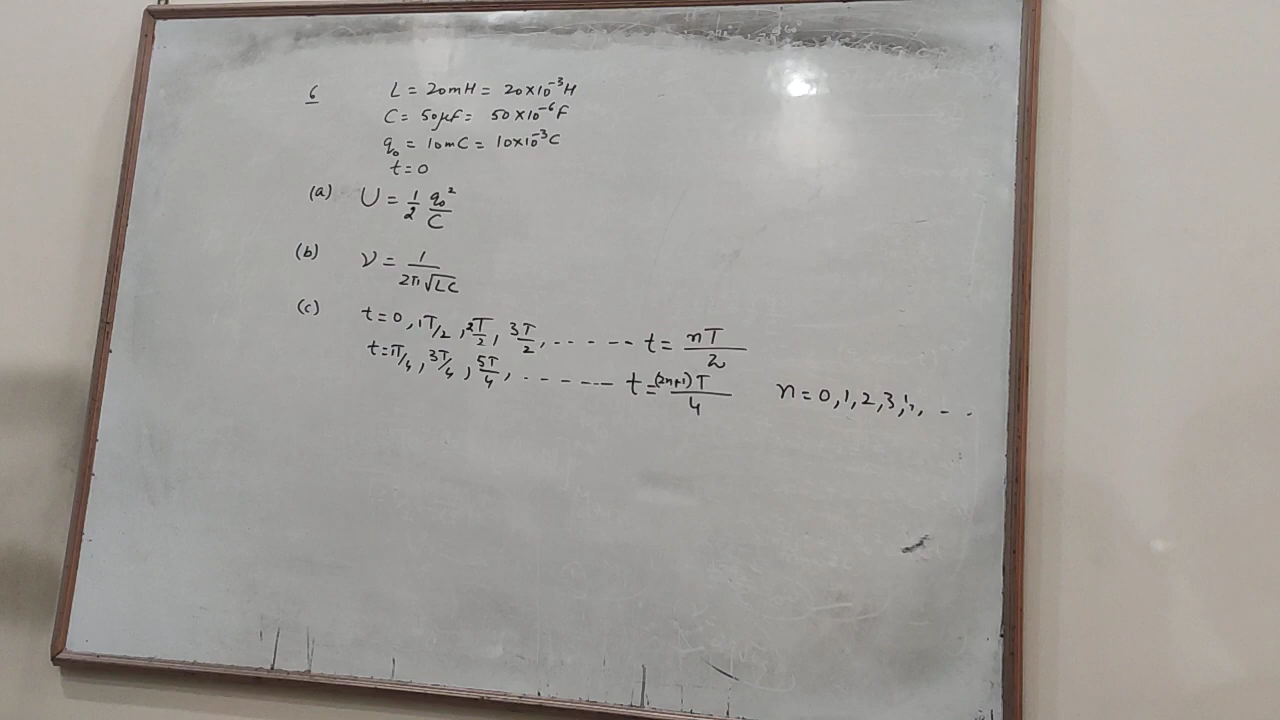 6 L = 20mH = 20×10⁻³H
C = 50μF = 50×10⁻⁶F
q₀ = 10mC = 10×10⁻³C
t=0
(a) U = 1/2 q₀²/C
(b) ν = 1/2π√LC
(c) t=0, 1T/2, 2T/2, 3T/2, ------ t = nT/2
t=T/4, 3T/4, 5T/4, ------- t = (2n+1)T/4 n=0,1,2,3, --